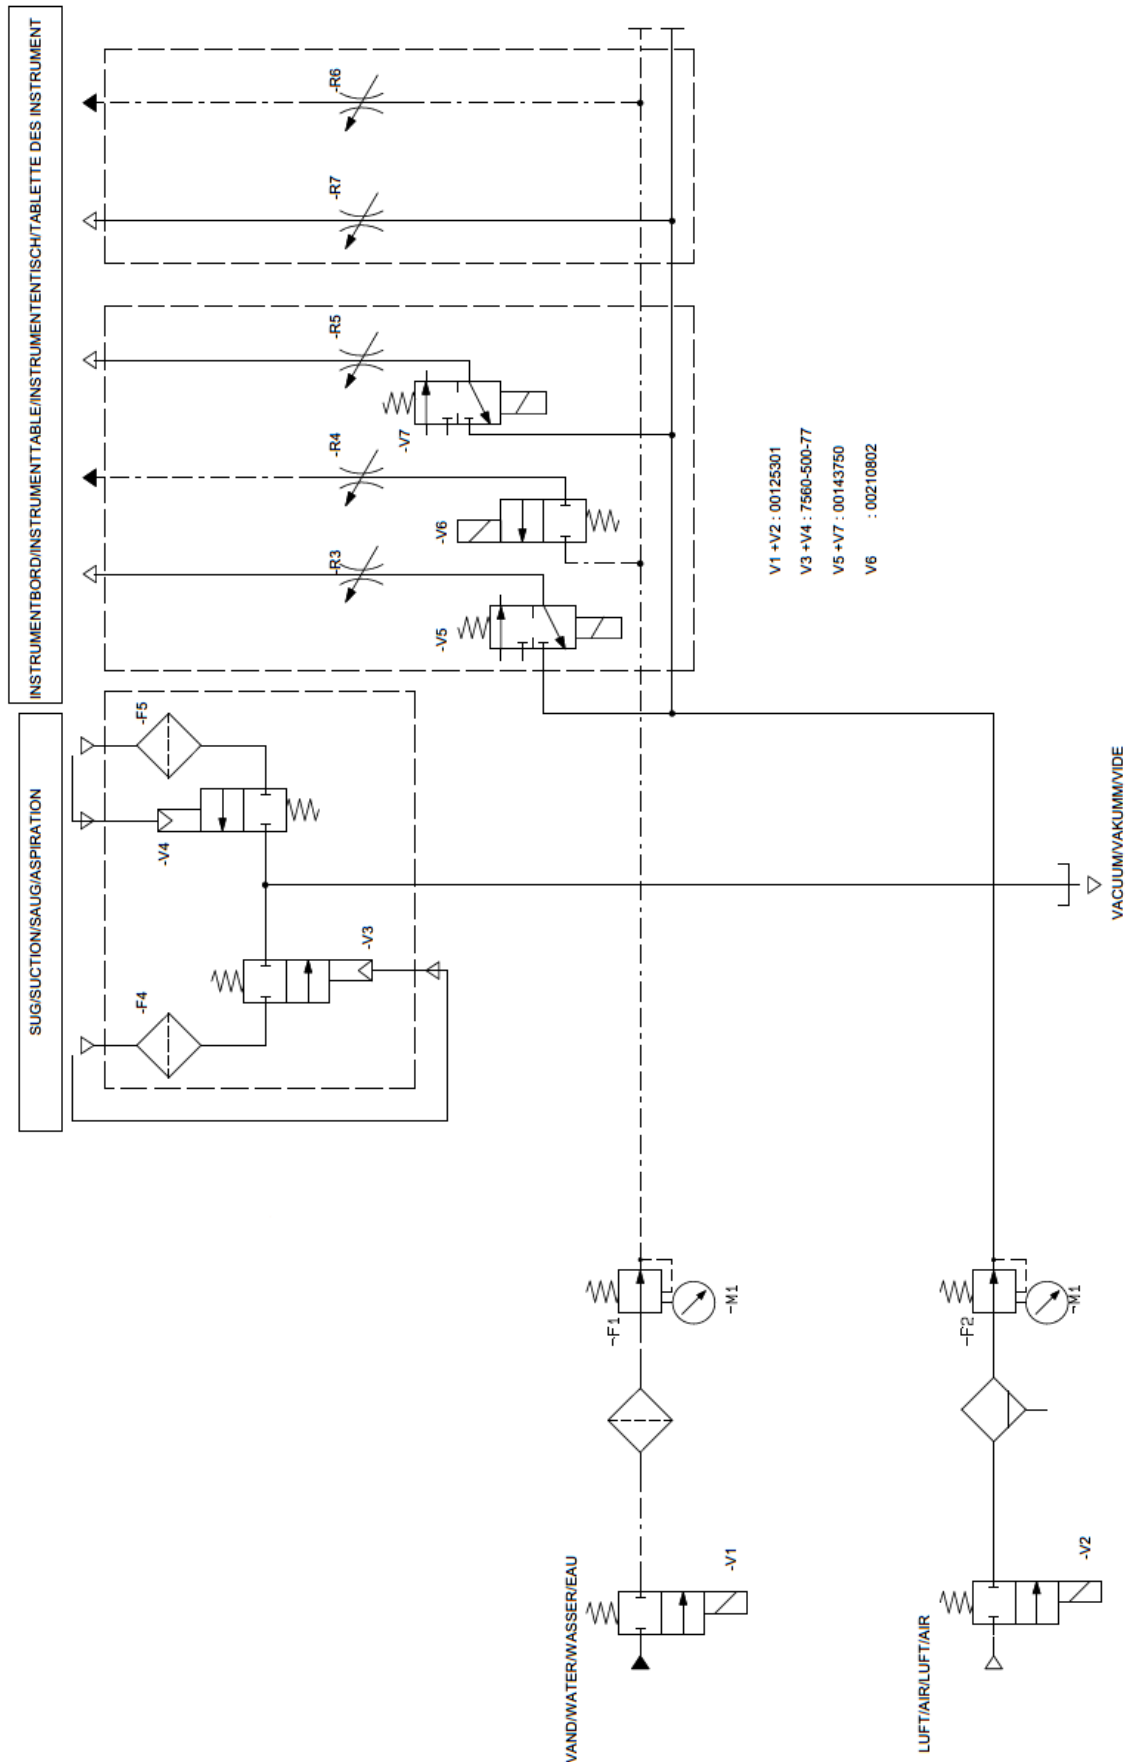 INSTRUMENTBORD/INSTRUMENTTABLE/INSTRUMENTENTISCH/TABLETTE DES INSTRUMENT
SUG/SUCTION/SAUG/ASPIRATION
-R6
-R7
-R5
-V7
-R4
-V6
-R3
-V5
-F5
-V4
-V3
-F4
V1 +V2 : 00125301
V3 +V4 : 7560-500-77
V5 +V7 : 00143750
V6 : 00210802
VACUUM/VAKUMM/VIDE
-F1
-M1
-F2
-M1
VAND/WATER/WASSER/EAU
-V1
LUFT/AIR/LUFT/AIR
-V2